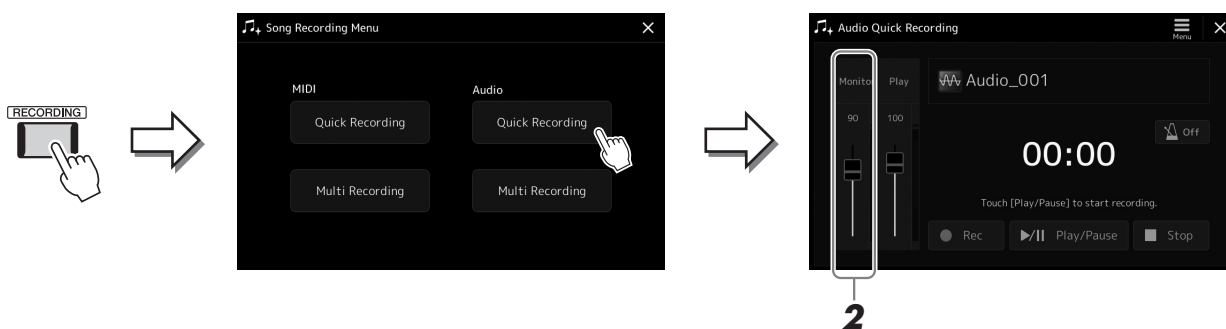 [RECORDING]
Song Recording Menu
MIDI
Audio
Quick Recording
Quick Recording
Multi Recording
Multi Recording
Audio Quick Recording
Menu
Monito
Play
90
100
Audio_001
Off
00:00
Touch [Play/Pause] to start recording.
Rec
Play/Pause
Stop
2